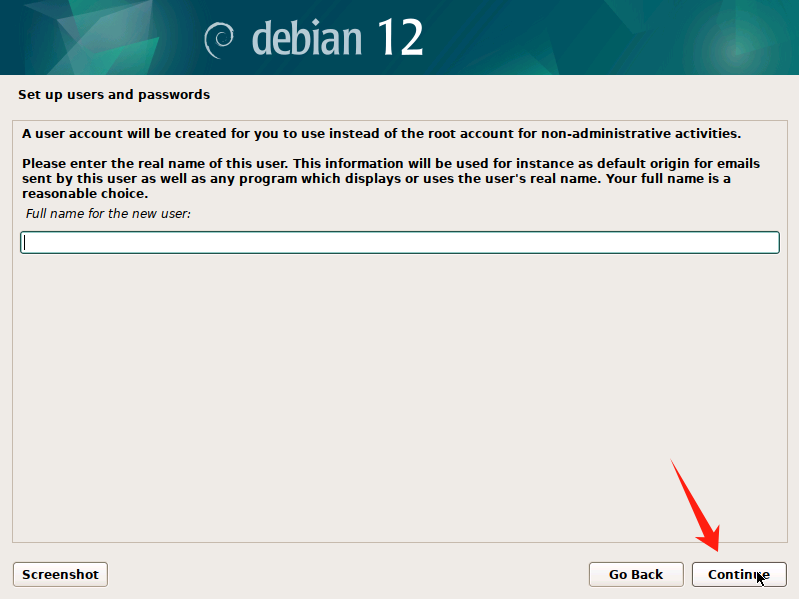 debian 12
Set up users and passwords
A user account will be created for you to use instead of the root account for non-administrative activities.
Please enter the real name of this user. This information will be used for instance as default origin for emails
sent by this user as well as any program which displays or uses the user's real name. Your full name is a
reasonable choice.
Full name for the new user:
Screenshot
Go Back
Continue